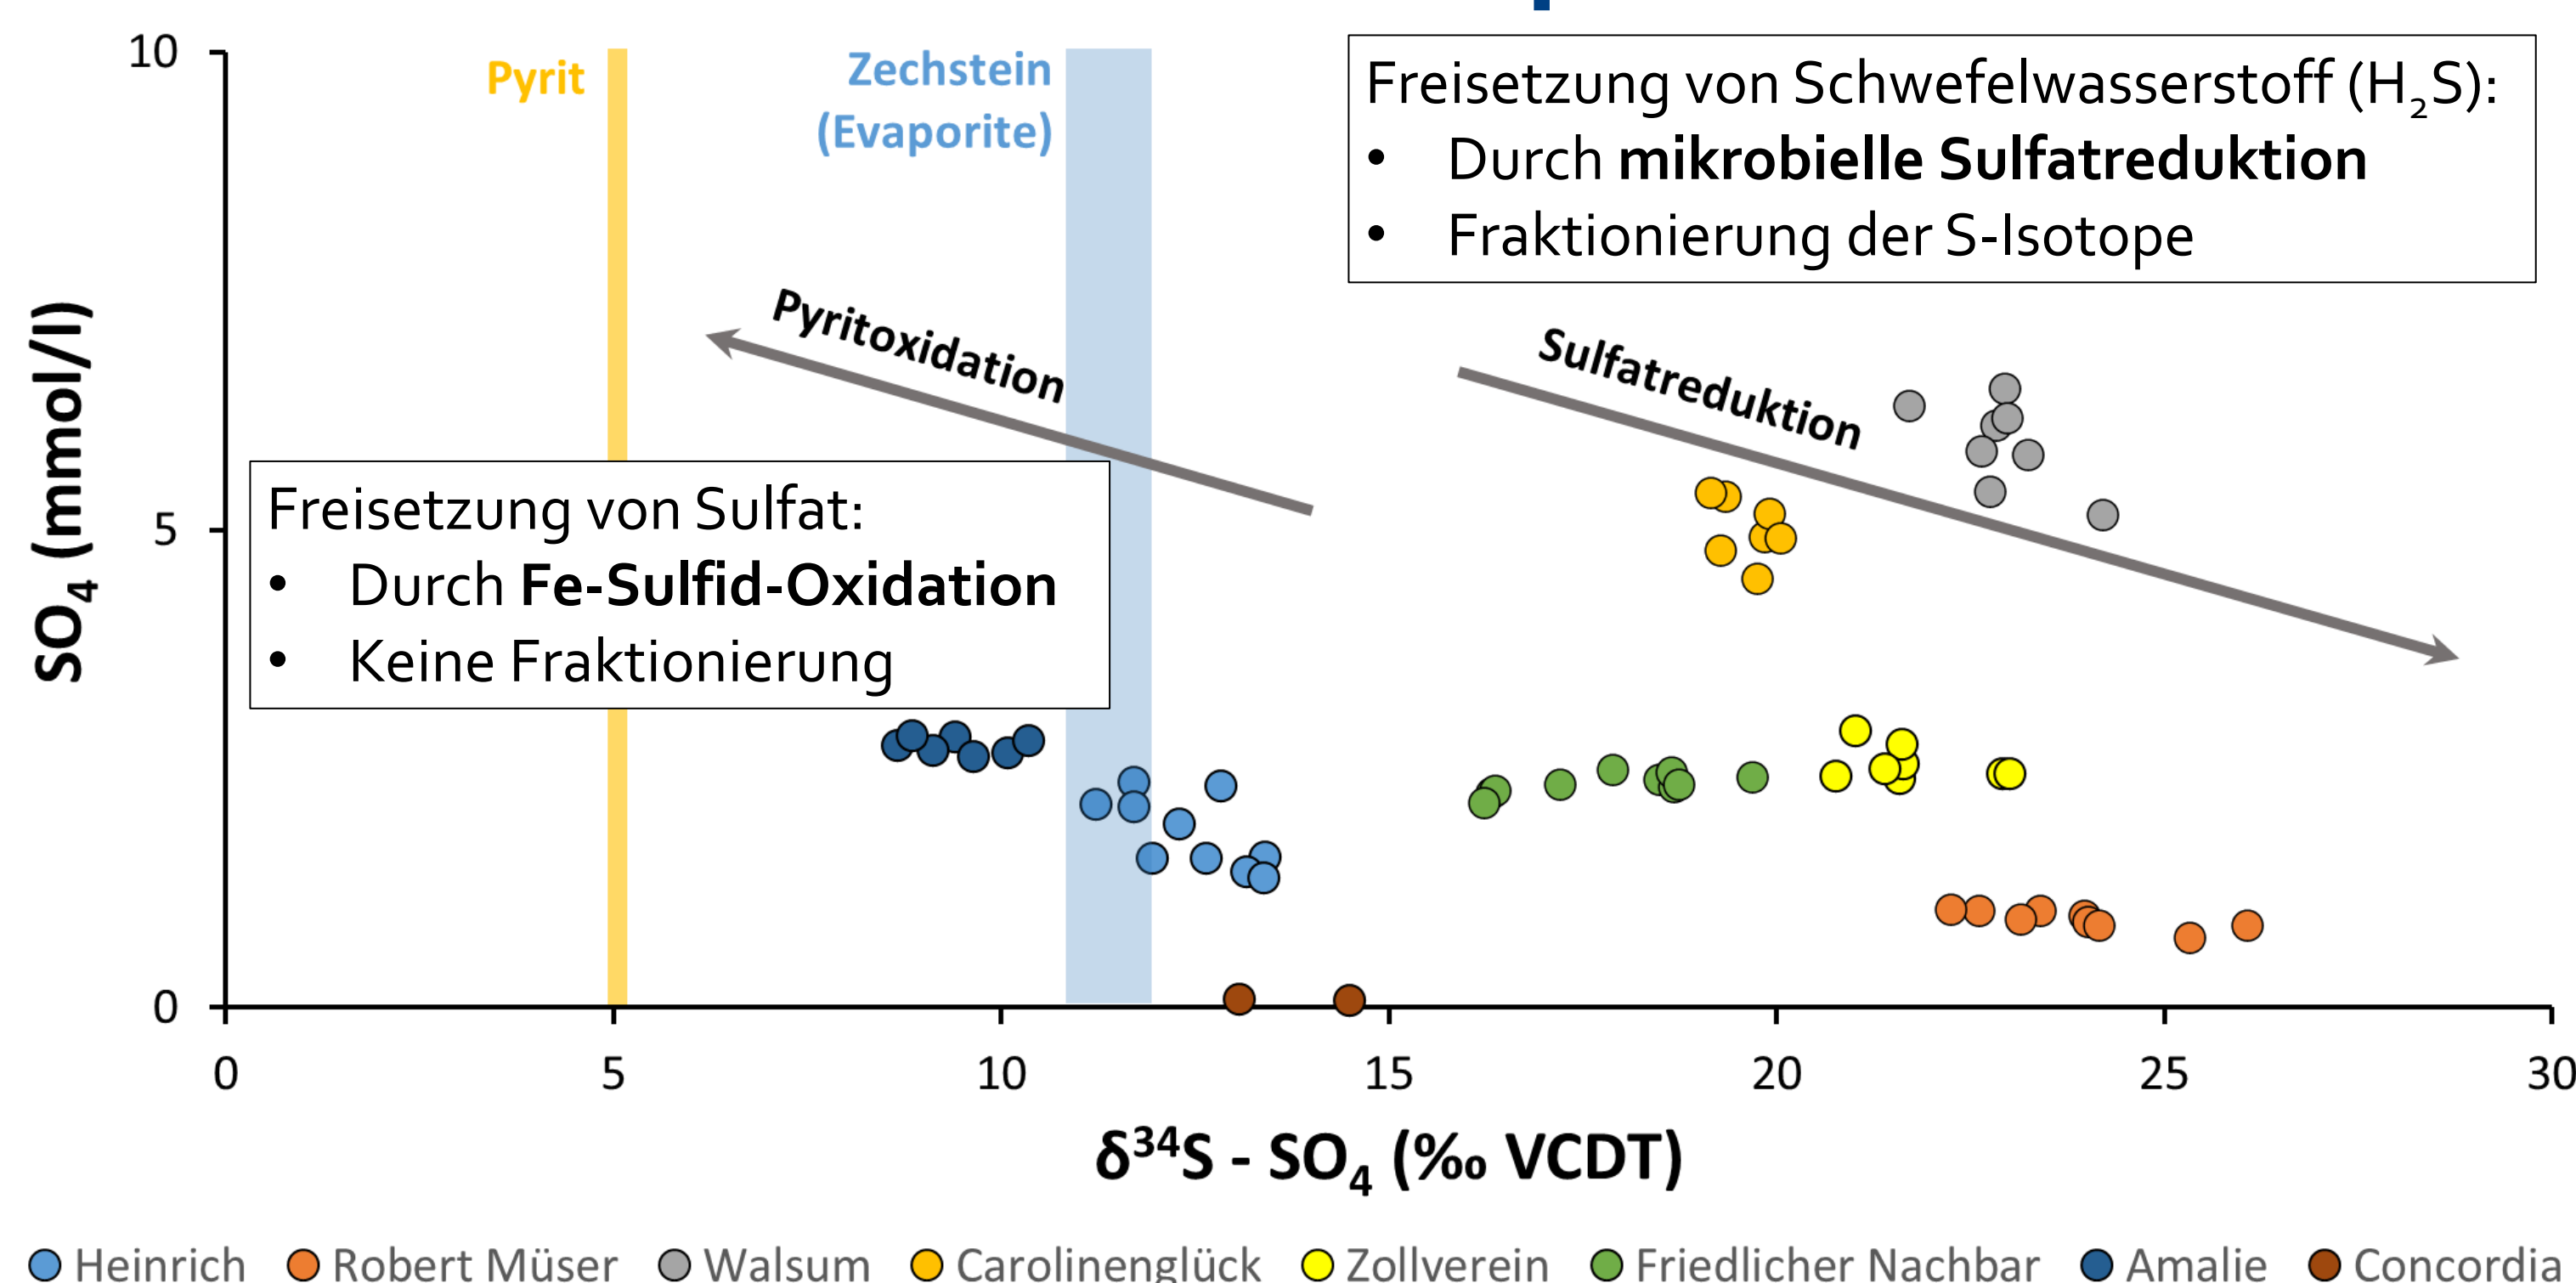 10
Pyrit
Zechstein
(Evaporite)
Freisetzung von Schwefelwasserstoff (H₂S):
• Durch mikrobielle Sulfatreduktion
• Fraktionierung der S-Isotope
Pyritoxidation
Sulfatreduktion
SO₄ (mmol/l)
5
Freisetzung von Sulfat:
• Durch Fe-Sulfid-Oxidation
• Keine Fraktionierung
0
0 5 10 15 20 25 30
δ³⁴S - SO₄ (‰ VCDT)
Heinrich Robert Müser Walsum Carolinenglück Zollverein Friedlicher Nachbar Amalie Concordia